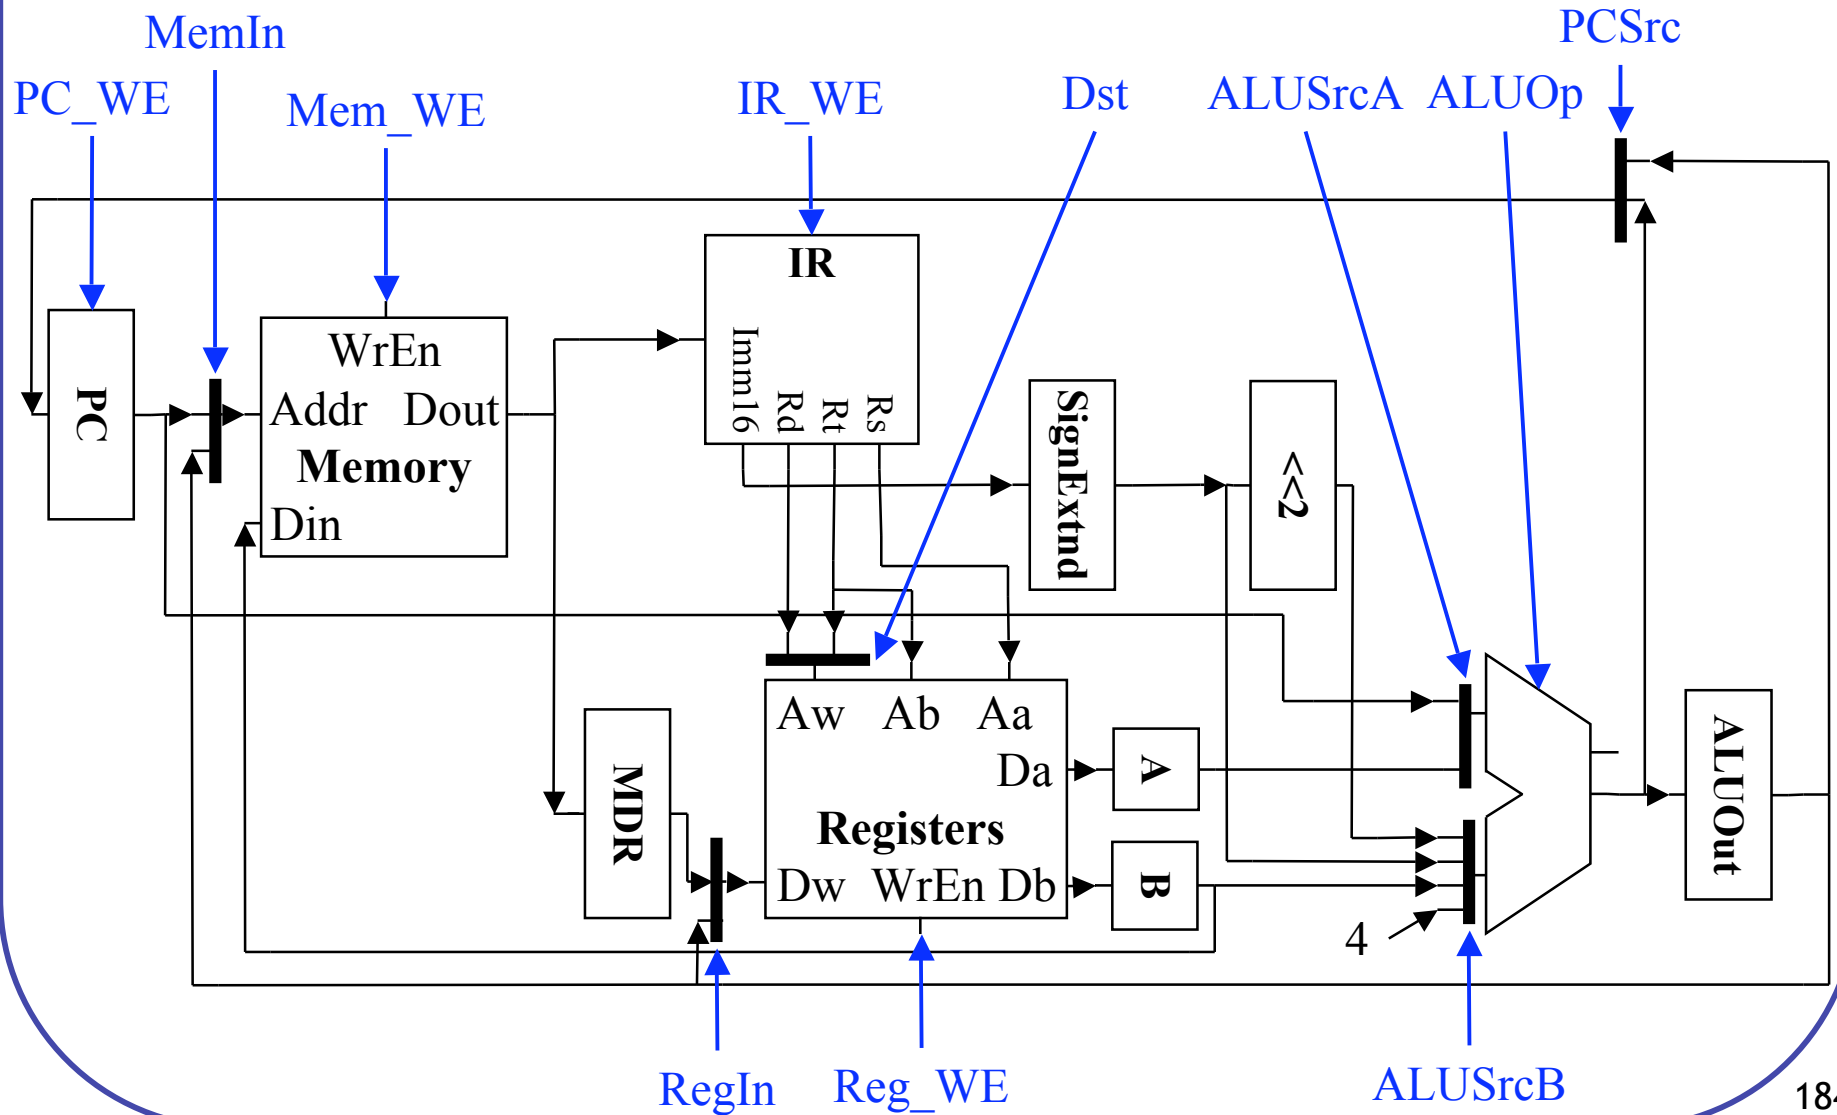 MemIn
PCSrc
PC_WE
Mem_WE
IR_WE
Dst
ALUSrcA
ALUOp
IR
Imm16
Rd
Rt
Rs
PC
WrEn
Addr
Dout
Memory
Din
SignExtnd
<<2
Aw
Ab
Aa
Da
Registers
Dw
WrEn
Db
MDR
A
B
4
ALUOut
RegIn
Reg_WE
ALUSrcB